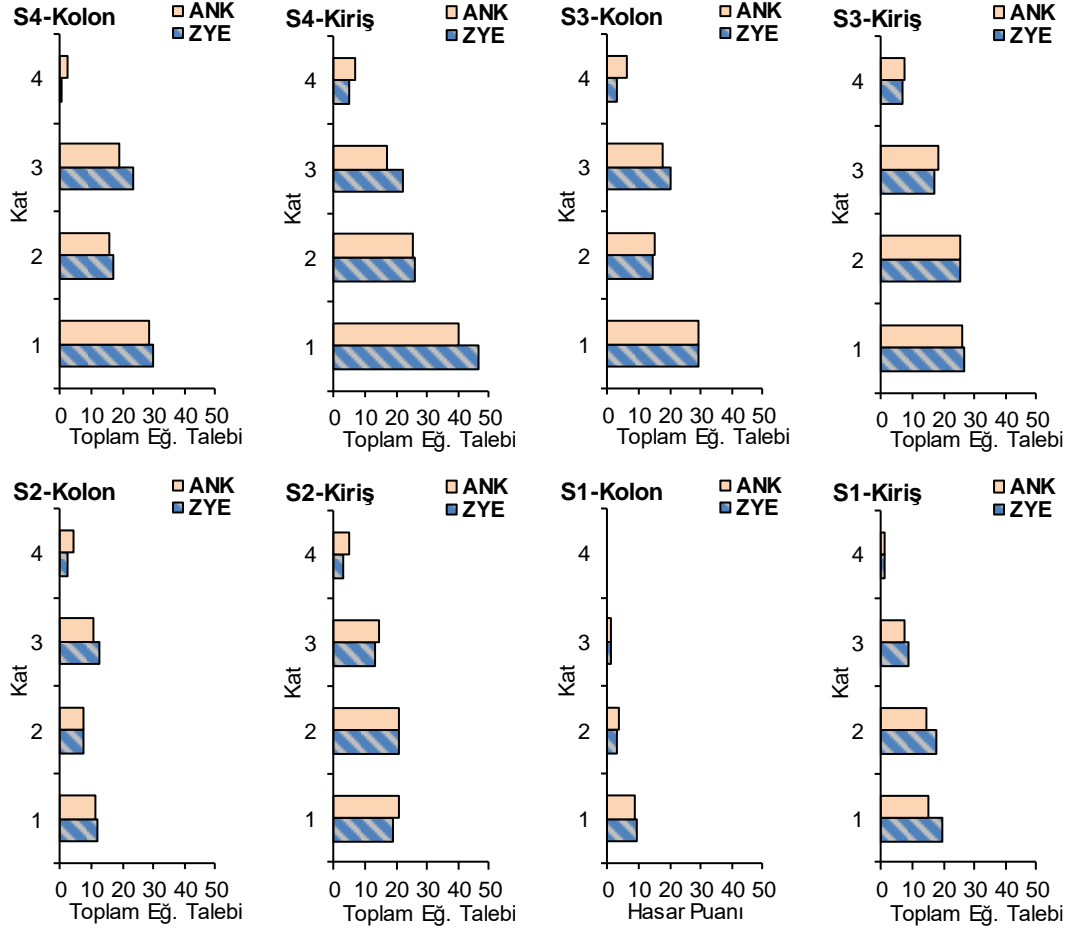 S4-Kolon
ANK
ZYE
Kat
4
3
2
1
0 10 20 30 40 50
Toplam Eğ. Talebi
S4-Kiriş
ANK
ZYE
Kat
4
3
2
1
0 10 20 30 40 50
Toplam Eğ. Talebi
S3-Kolon
ANK
ZYE
Kat
4
3
2
1
0 10 20 30 40 50
Toplam Eğ. Talebi
S3-Kiriş
ANK
ZYE
Kat
4
3
2
1
0 10 20 30 40 50
Toplam Eğ. Talebi
S2-Kolon
ANK
ZYE
Kat
4
3
2
1
0 10 20 30 40 50
Toplam Eğ. Talebi
S2-Kiriş
ANK
ZYE
Kat
4
3
2
1
0 10 20 30 40 50
Toplam Eğ. Talebi
S1-Kolon
ANK
ZYE
Kat
4
3
2
1
0 10 20 30 40 50
Hasar Puanı
S1-Kiriş
ANK
ZYE
Kat
4
3
2
1
0 10 20 30 40 50
Toplam Eğ. Talebi